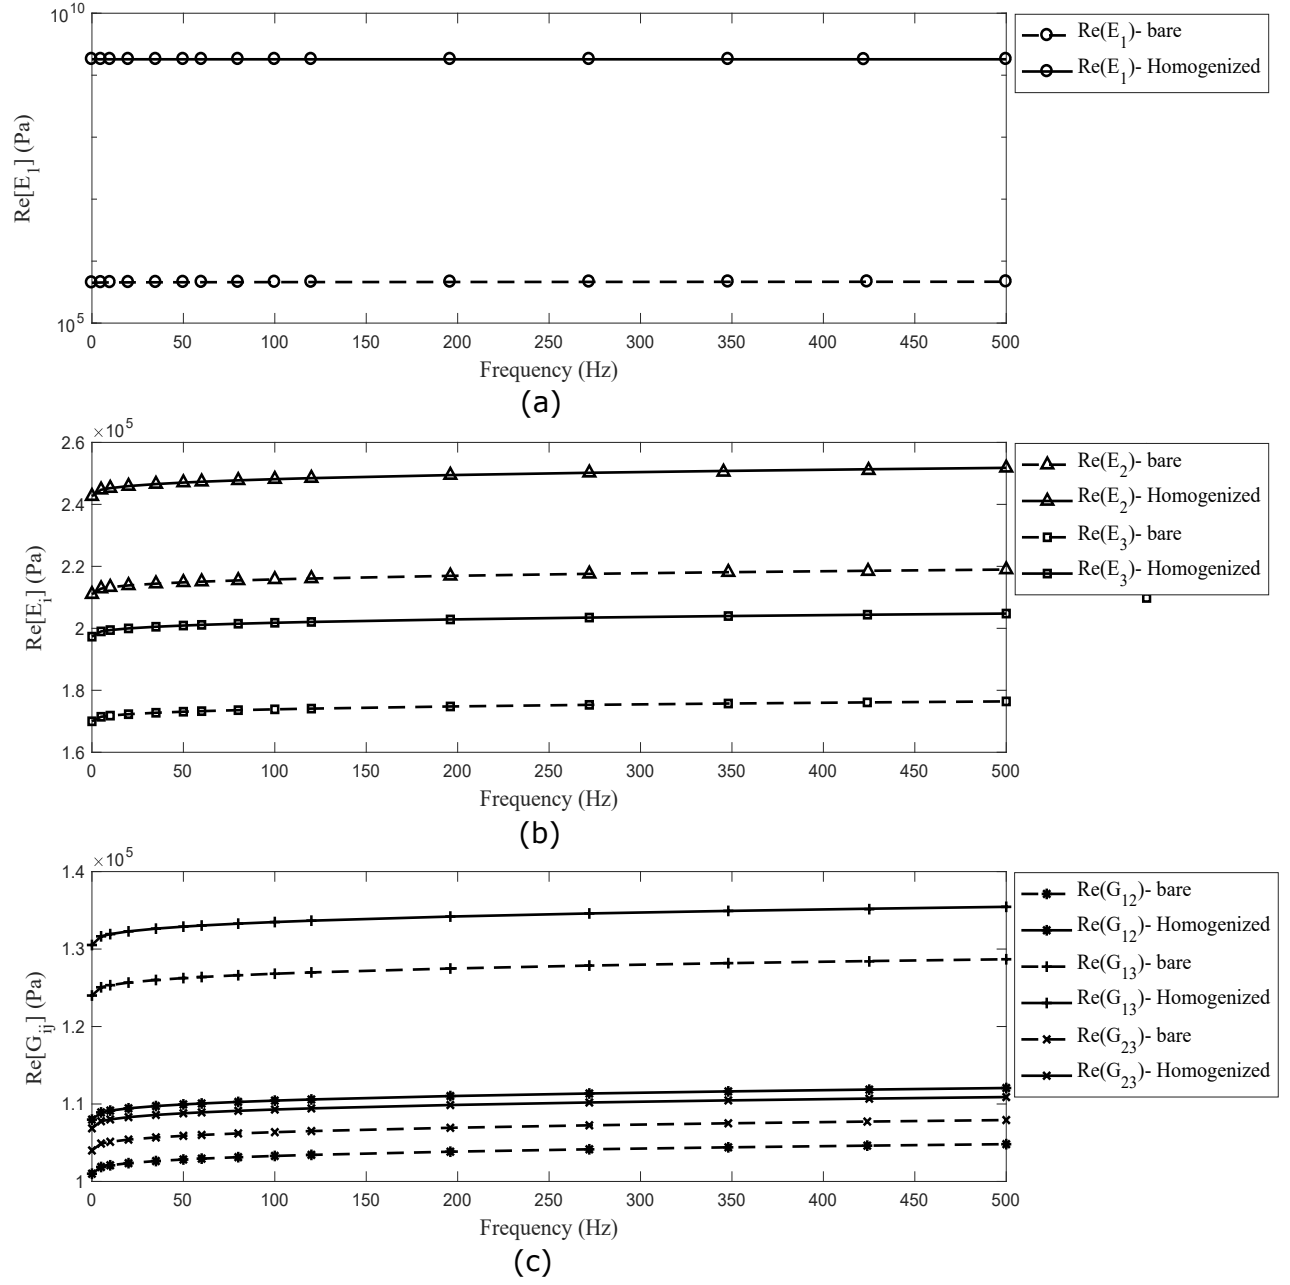 10^10
Re[E_1] (Pa)
10^5
0 50 100 150 200 250 300 350 400 450 500
Frequency (Hz)
(a)
Re(E_1)- bare
Re(E_1)- Homogenized
×10^5
2.6
2.4
2.2
2
1.8
1.6
Re[E_i] (Pa)
0 50 100 150 200 250 300 350 400 450 500
Frequency (Hz)
(b)
Re(E_2)- bare
Re(E_2)- Homogenized
Re(E_3)- bare
Re(E_3)- Homogenized
×10^5
1.4
1.3
1.2
1.1
1
Re[G_ij] (Pa)
0 50 100 150 200 250 300 350 400 450 500
Frequency (Hz)
(c)
Re(G_12)- bare
Re(G_12)- Homogenized
Re(G_13)- bare
Re(G_13)- Homogenized
Re(G_23)- bare
Re(G_23)- Homogenized